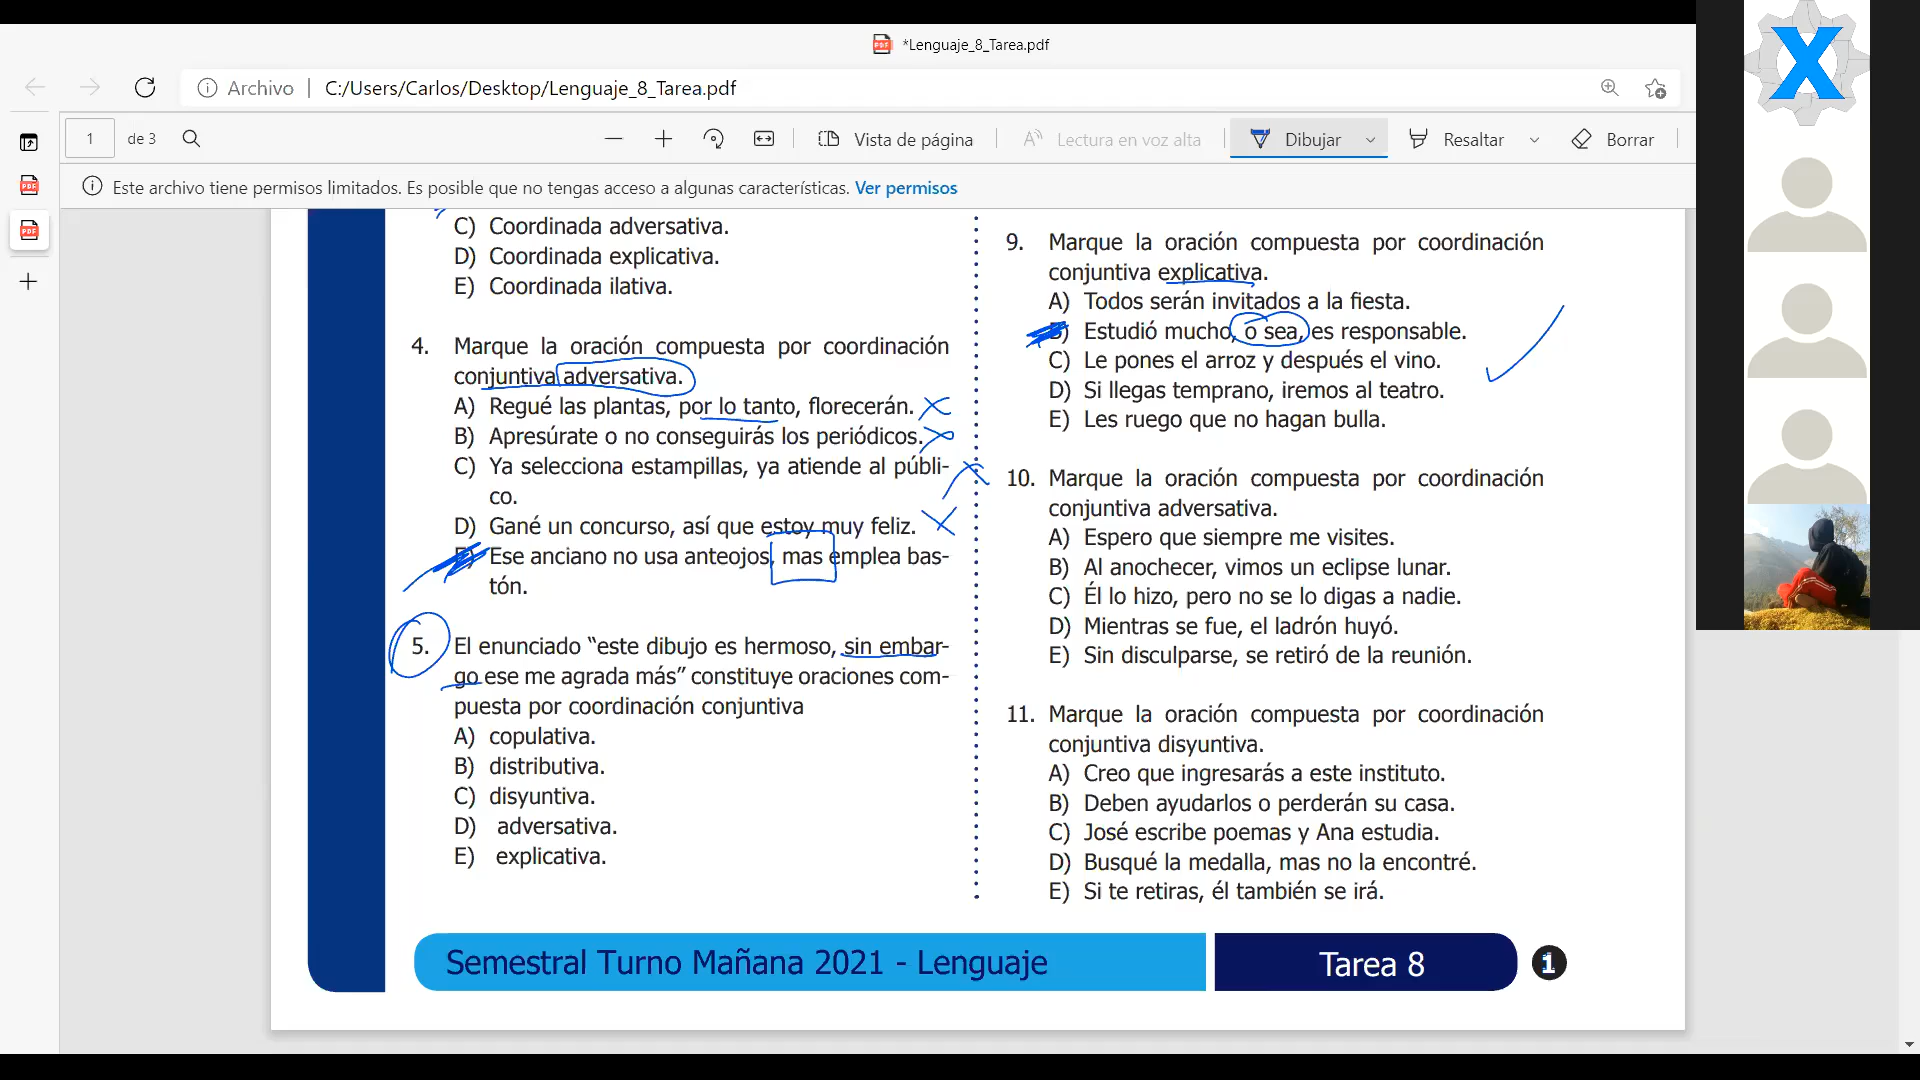 *Lenguaje_8_Tarea.pdf
Archivo | C:/Users/Carlos/Desktop/Lenguaje_8_Tarea.pdf
1 de 3
Vista de página
Lectura en voz alta
Dibujar
Resaltar
Borrar
Este archivo tiene permisos limitados. Es posible que no tengas acceso a algunas características. Ver permisos
C) Coordinada adversativa.
D) Coordinada explicativa.
E) Coordinada ilativa.
4. Marque la oración compuesta por coordinación
conjuntiva adversativa.
A) Regué las plantas, por lo tanto, florecerán.
B) Apresúrate o no conseguirás los periódicos.
C) Ya selecciona estampillas, ya atiende al públi-
co.
D) Gané un concurso, así que estoy muy feliz.
E) Ese anciano no usa anteojos, mas emplea bas-
tón.
5. El enunciado “este dibujo es hermoso, sin embar-
go ese me agrada más” constituye oraciones com-
puesta por coordinación conjuntiva
A) copulativa.
B) distributiva.
C) disyuntiva.
D) adversativa.
E) explicativa.
9. Marque la oración compuesta por coordinación
conjuntiva explicativa.
A) Todos serán invitados a la fiesta.
B) Estudió mucho, o sea, es responsable.
C) Le pones el arroz y después el vino.
D) Si llegas temprano, iremos al teatro.
E) Les ruego que no hagan bulla.
10. Marque la oración compuesta por coordinación
conjuntiva adversativa.
A) Espero que siempre me visites.
B) Al anochecer, vimos un eclipse lunar.
C) Él lo hizo, pero no se lo digas a nadie.
D) Mientras se fue, el ladrón huyó.
E) Sin disculparse, se retiró de la reunión.
11. Marque la oración compuesta por coordinación
conjuntiva disyuntiva.
A) Creo que ingresarás a este instituto.
B) Deben ayudarlos o perderán su casa.
C) José escribe poemas y Ana estudia.
D) Busqué la medalla, mas no la encontré.
E) Si te retiras, él también se irá.
Semestral Turno Mañana 2021 - Lenguaje
Tarea 8
1
X